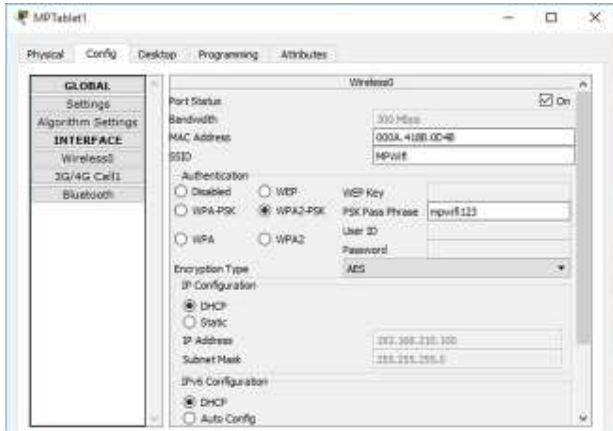 MPTablet1
Physical Config Desktop Programming Attributes
GLOBAL
Settings
Algorithm Settings
INTERFACE
Wireless0
3G/4G Cell1
Bluetooth
Wireless0
Port Status On
Bandwidth 300 Mbps
MAC Address 000A.418B.0D4B
SSID MPWifi
Authentication
Disabled WEP WEP Key
WPA-PSK WPA2-PSK PSK Pass Phrase mpwifi123
WPA WPA2 User ID
Password
Encryption Type AES
IP Configuration
DHCP
Static
IP Address
Subnet Mask 255.255.255.0
IPv6 Configuration
DHCP
Auto Config